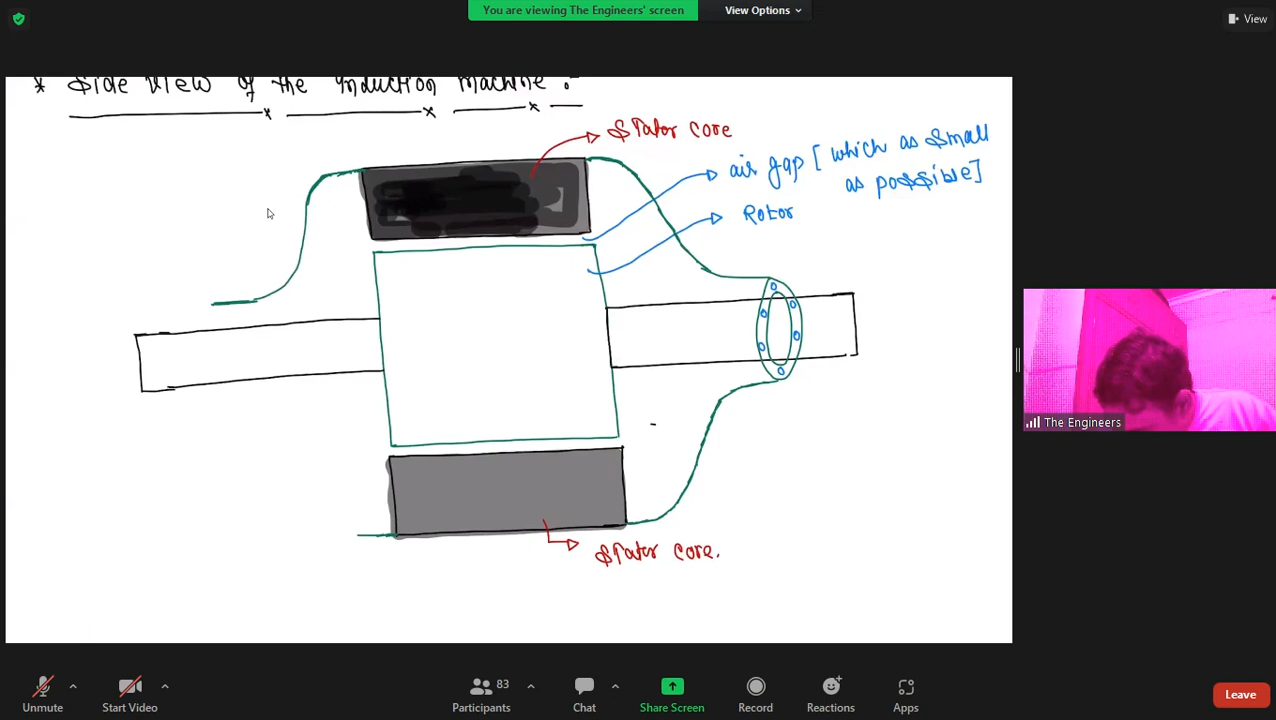 You are viewing The Engineers' screen
View Options
View
* Side view of the induction machine :-
Stator core
air gap [ which as small
as possible]
Rotor
Stator core.
The Engineers
Unmute
Start Video
83
Participants
Chat
Share Screen
Record
Reactions
Apps
Leave